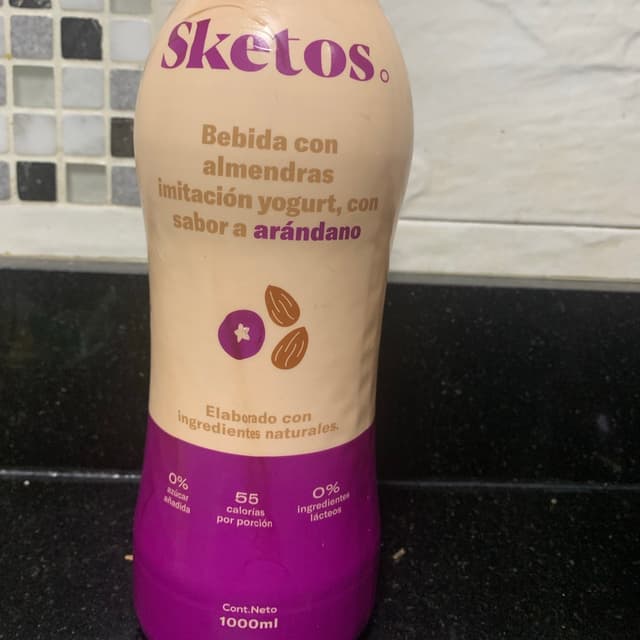 Sketos.
Bebida con
almendras
imitación yogurt, con
sabor a arándano
Elaborado con
ingredientes naturales.
0%
azúcar
añadida
55
calorías
por porción
0%
ingredientes
lácteos
Cont.Neto
1000ml